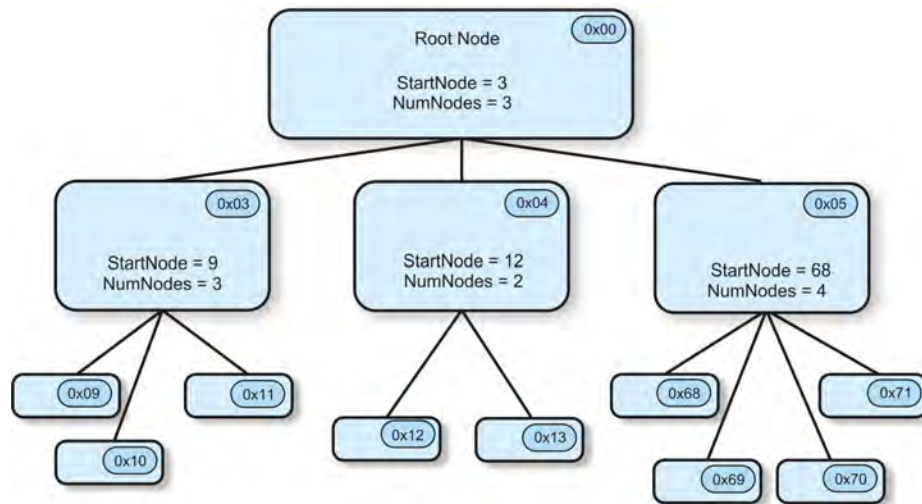 0x00
Root Node
StartNode = 3
NumNodes = 3
0x03
StartNode = 9
NumNodes = 3
0x04
StartNode = 12
NumNodes = 2
0x05
StartNode = 68
NumNodes = 4
0x09
0x11
0x10
0x12
0x13
0x68
0x71
0x69
0x70